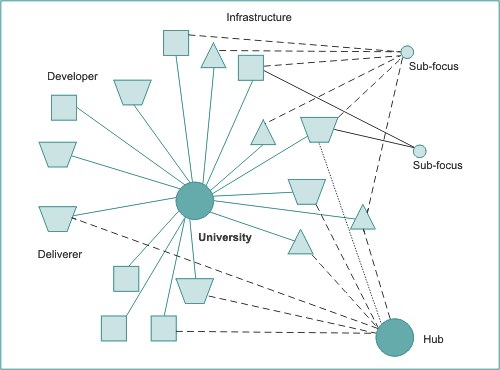 Infrastructure
Sub-focus
Developer
Sub-focus
University
Deliverer
Hub